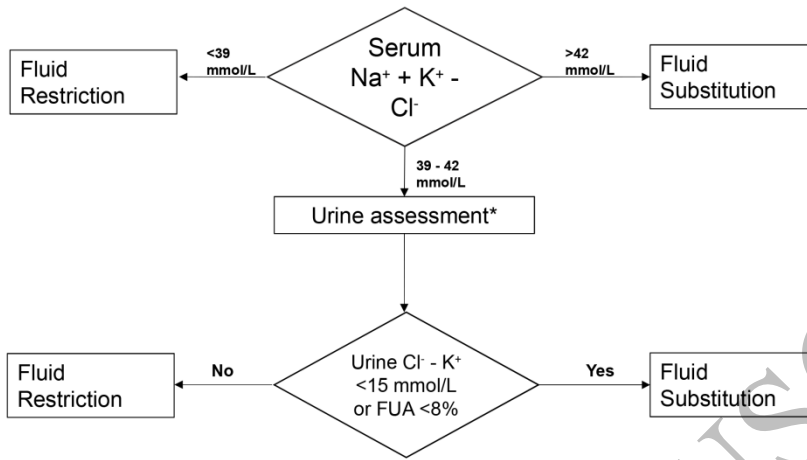 Serum
Na⁺ + K⁺ -
Cl⁻
<39
mmol/L
>42
mmol/L
Fluid
Restriction
Fluid
Substitution
39 - 42
mmol/L
Urine assessment*
Urine Cl⁻ - K⁺
<15 mmol/L
or FUA <8%
No
Yes
Fluid
Restriction
Fluid
Substitution